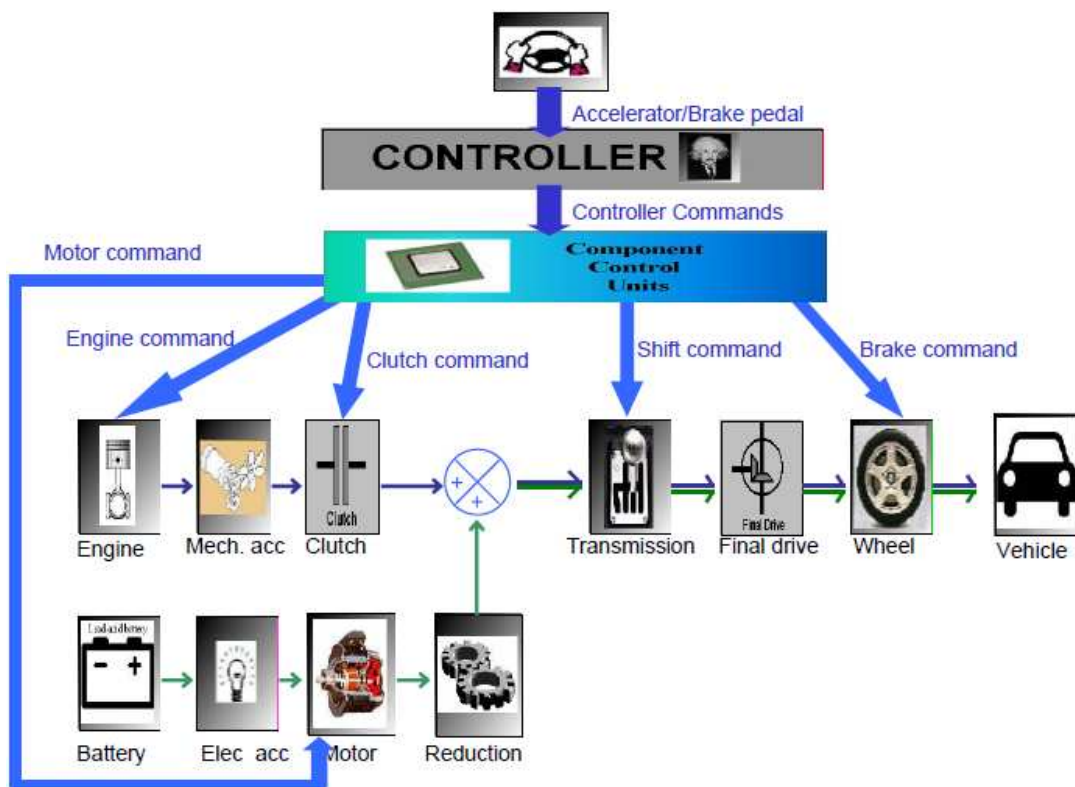 Accelerator/Brake pedal
CONTROLLER
Controller Commands
Motor command
Component
Control
Units
Engine command
Clutch command
Shift command
Brake command
Clutch
Final Drive
Engine
Mech. acc
Clutch
Transmission
Final drive
Wheel
Vehicle
Battery
Elec acc
Motor
Reduction